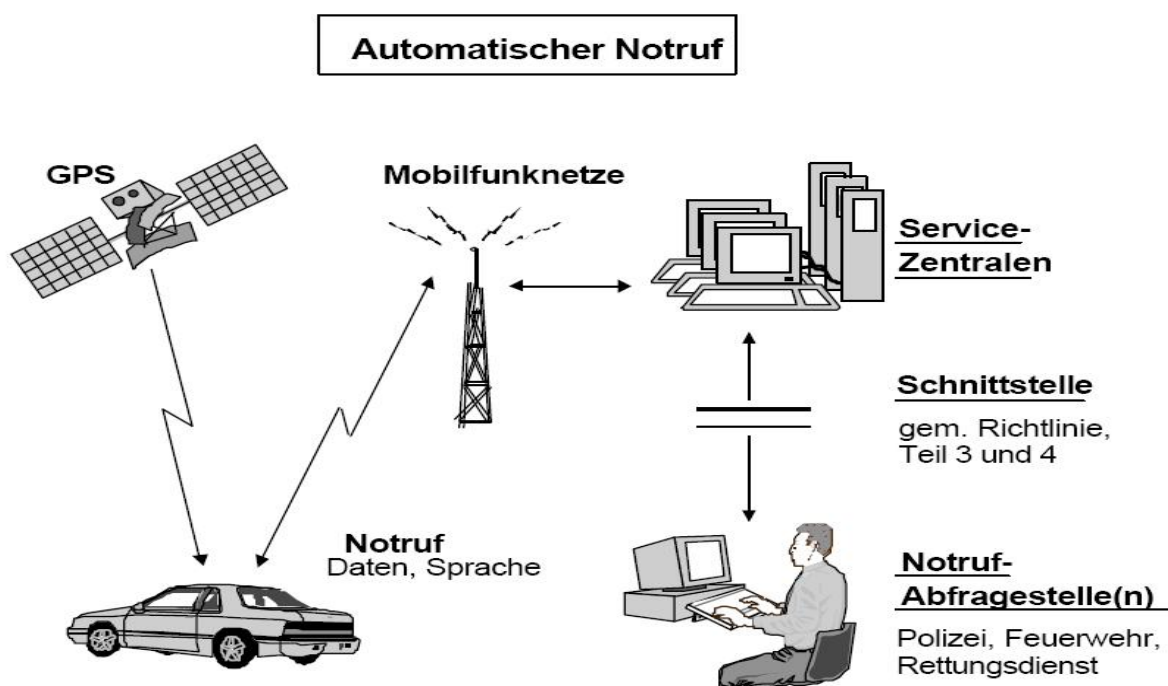 Automatischer Notruf
GPS
Mobilfunknetze
Service-
Zentralen
Schnittstelle
gem. Richtlinie,
Teil 3 und 4
Notruf
Daten, Sprache
Notruf-
Abfragestelle(n)
Polizei, Feuerwehr,
Rettungsdienst